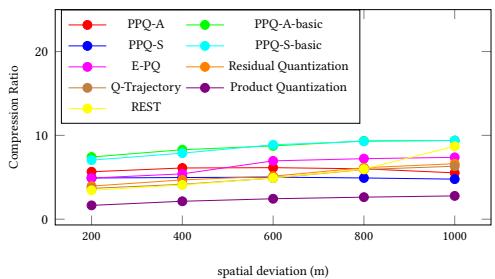 PPQ-A PPQ-A-basic
PPQ-S PPQ-S-basic
E-PQ Residual Quantization
Q-Trajectory Product Quantization
REST
Compression Ratio
20
10
0
200 400 600 800 1000
spatial deviation (m)